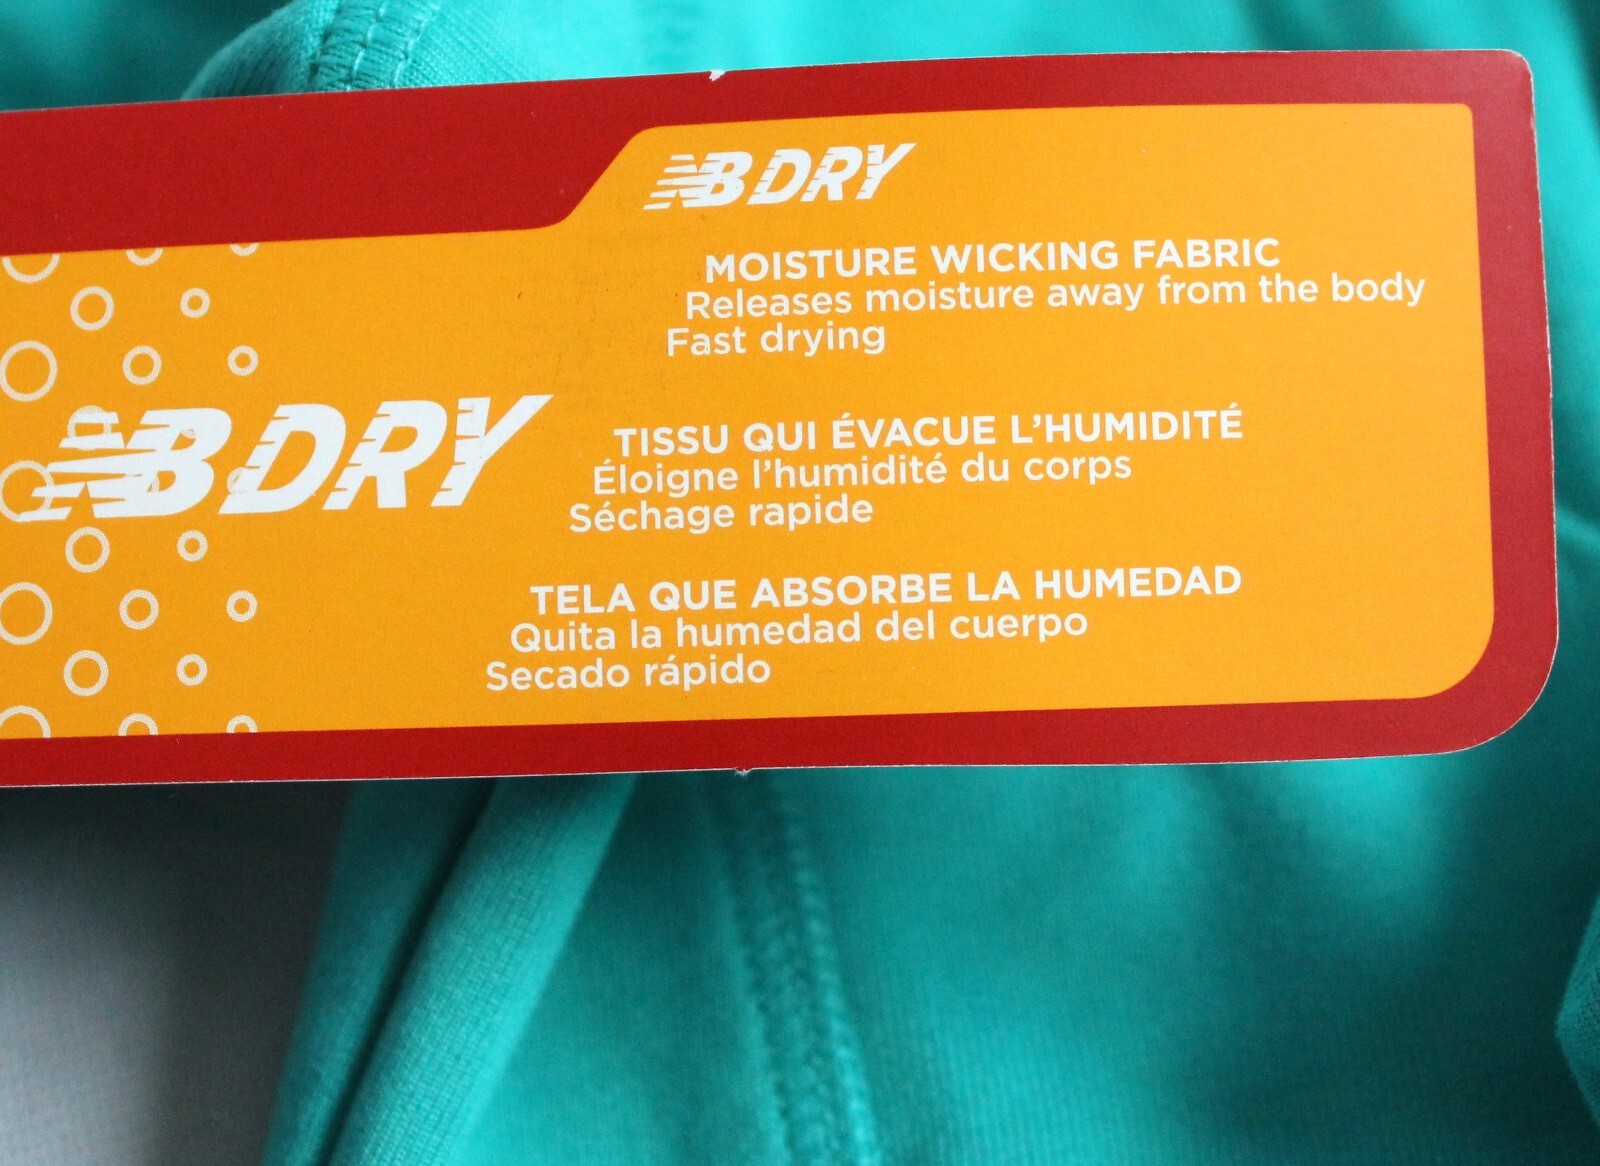 NB DRY
MOISTURE WICKING FABRIC
Releases moisture away from the body
Fast drying
NB DRY
TISSU QUI ÉVACUE L'HUMIDITÉ
Éloigne l'humidité du corps
Séchage rapide
TELA QUE ABSORBE LA HUMEDAD
Quita la humedad del cuerpo
Secado rápido